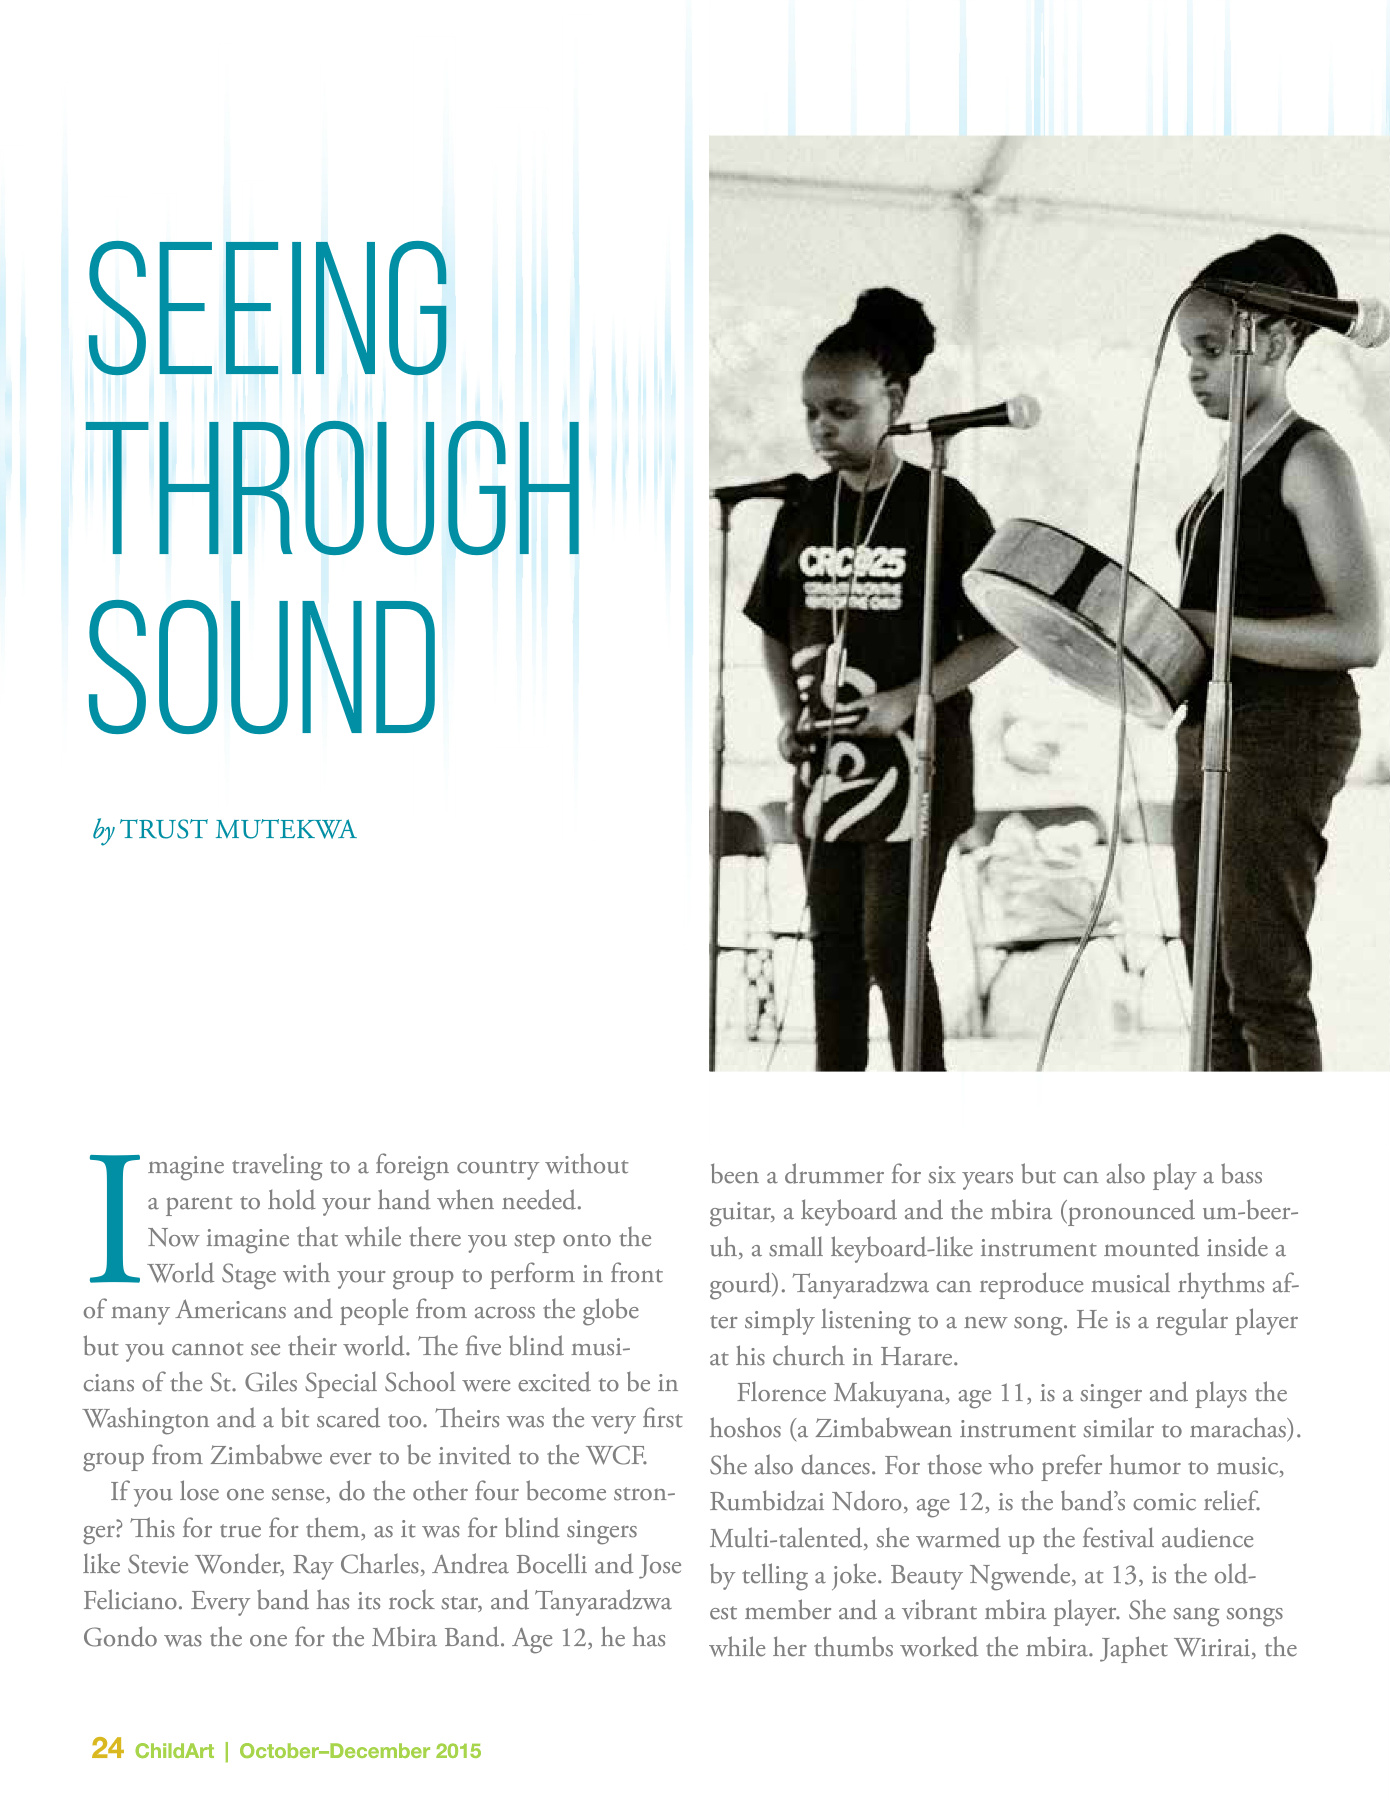 SEEING
THROUGH
SOUND
by TRUST MUTEKWA
CRC@25
Imagine traveling to a foreign country without
a parent to hold your hand when needed.
Now imagine that while there you step onto the
World Stage with your group to perform in front
of many Americans and people from across the globe
but you cannot see their world. The five blind musi-
cians of the St. Giles Special School were excited to be in
Washington and a bit scared too. Theirs was the very first
group from Zimbabwe ever to be invited to the WCF.
If you lose one sense, do the other four become stron-
ger? This for true for them, as it was for blind singers
like Stevie Wonder, Ray Charles, Andrea Bocelli and Jose
Feliciano. Every band has its rock star, and Tanyaradzwa
Gondo was the one for the Mbira Band. Age 12, he has
been a drummer for six years but can also play a bass
guitar, a keyboard and the mbira (pronounced um-beer-
uh, a small keyboard-like instrument mounted inside a
gourd). Tanyaradzwa can reproduce musical rhythms af-
ter simply listening to a new song. He is a regular player
at his church in Harare.
Florence Makuyana, age 11, is a singer and plays the
hoshos (a Zimbabwean instrument similar to marachas).
She also dances. For those who prefer humor to music,
Rumbidzai Ndoro, age 12, is the band's comic relief.
Multi-talented, she warmed up the festival audience
by telling a joke. Beauty Ngwende, at 13, is the old-
est member and a vibrant mbira player. She sang songs
while her thumbs worked the mbira. Japhet Wirirai, the
24 ChildArt | October–December 2015